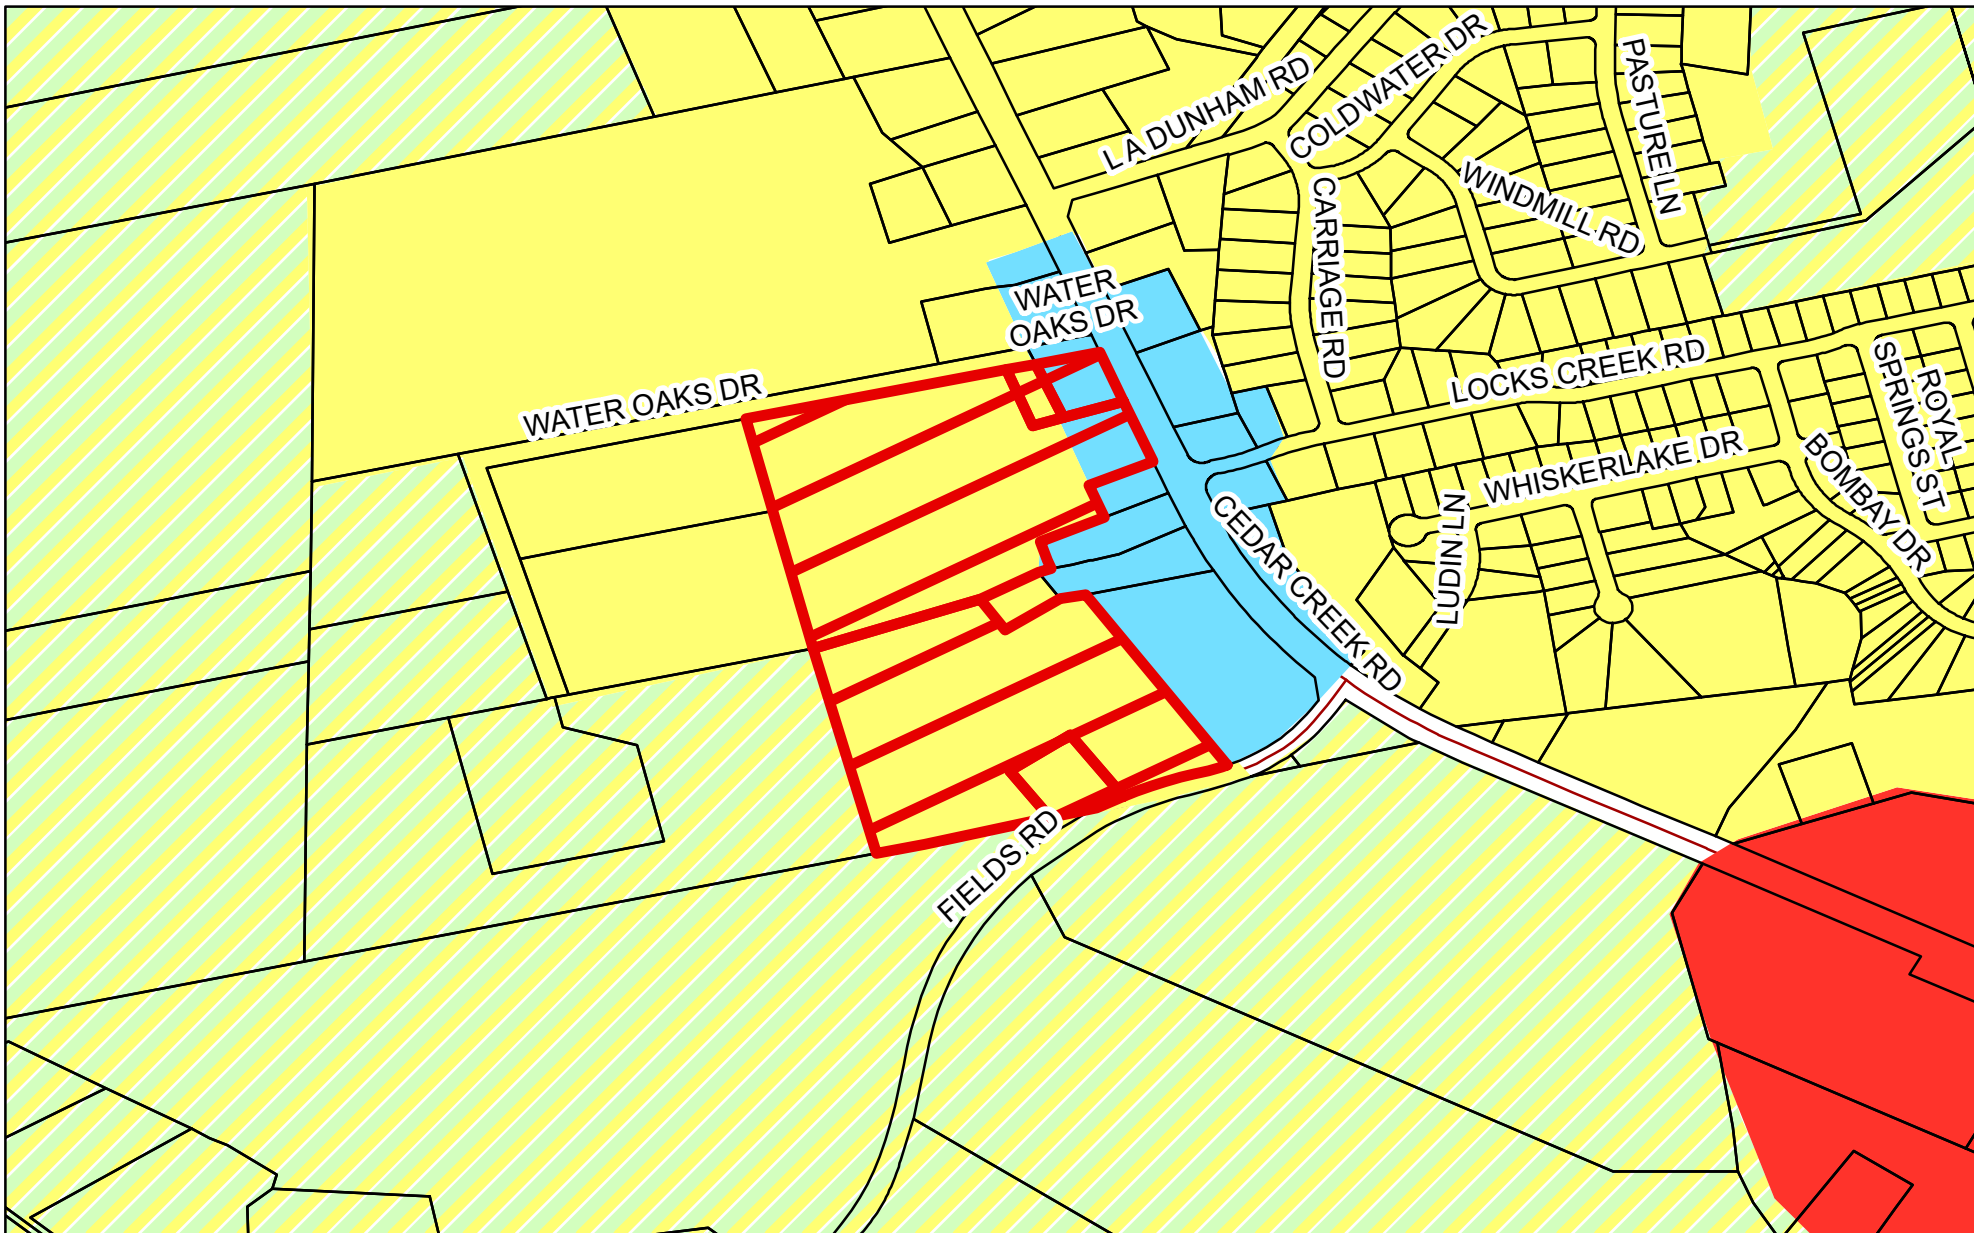 LA DUNHAM RD
COLDWATER DR
PASTURE LN
WINDMILL RD
CARRIAGE RD
WATER
OAKS DR
WATER OAKS DR
LOCKS CREEK RD
ROYAL
SPRINGS ST
WHISKERLAKE DR
BOMBAY DR
LUDIN LN
CEDAR CREEK RD
FIELDS RD